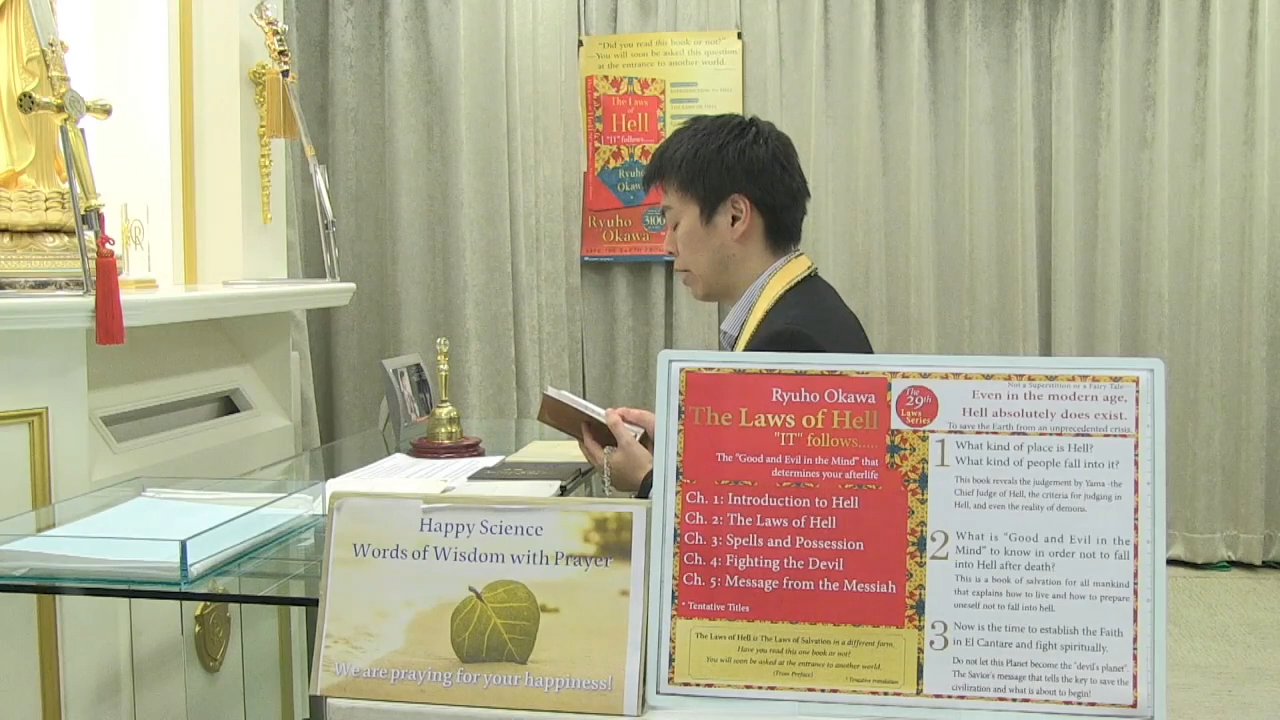 "Did you read this book or not?"
You will soon be asked this question
at the entrance to another world.
INTRODUCTION TO HELL
THE LAWS OF HELL
The Laws
of
Hell
"IT" follows.....
Ryuho
Okawa
Ryuho
Okawa
3100
Happy Science
Words of Wisdom with Prayer
We are praying for your happiness!
Ryuho Okawa
The Laws of Hell
"IT" follows.....
The "Good and Evil in the Mind" that
determines your afterlife
Ch. 1: Introduction to Hell
Ch. 2: The Laws of Hell
Ch. 3: Spells and Possession
Ch. 4: Fighting the Devil
Ch. 5: Message from the Messiah
* Tentative Titles
The Laws of Hell is The Laws of Salvation in a different form.
Have you read this one book or not?
You will soon be asked at the entrance to another world.
(From Preface)
* Tentative translation
The
29th
Laws
Series
Not a Superstition or a Fairy Tale
Even in the modern age,
Hell absolutely does exist.
To save the Earth from an unprecedented crisis.
1 What kind of place is Hell?
What kind of people fall into it?
This book reveals the judgement by Yama -the
Chief Judge of Hell, the criteria for judging in
Hell, and even the reality of demons.
2 What is "Good and Evil in the
Mind" to know in order not to fall
into Hell after death?
This is a book of salvation for all mankind
that explains how to live and how to prepare
oneself not to fall into hell.
3 Now is the time to establish the Faith
in El Cantare and fight spiritually.
Do not let this Planet become the "devil's planet".
The Savior's message that tells the key to save the
civilization and what is about to begin!